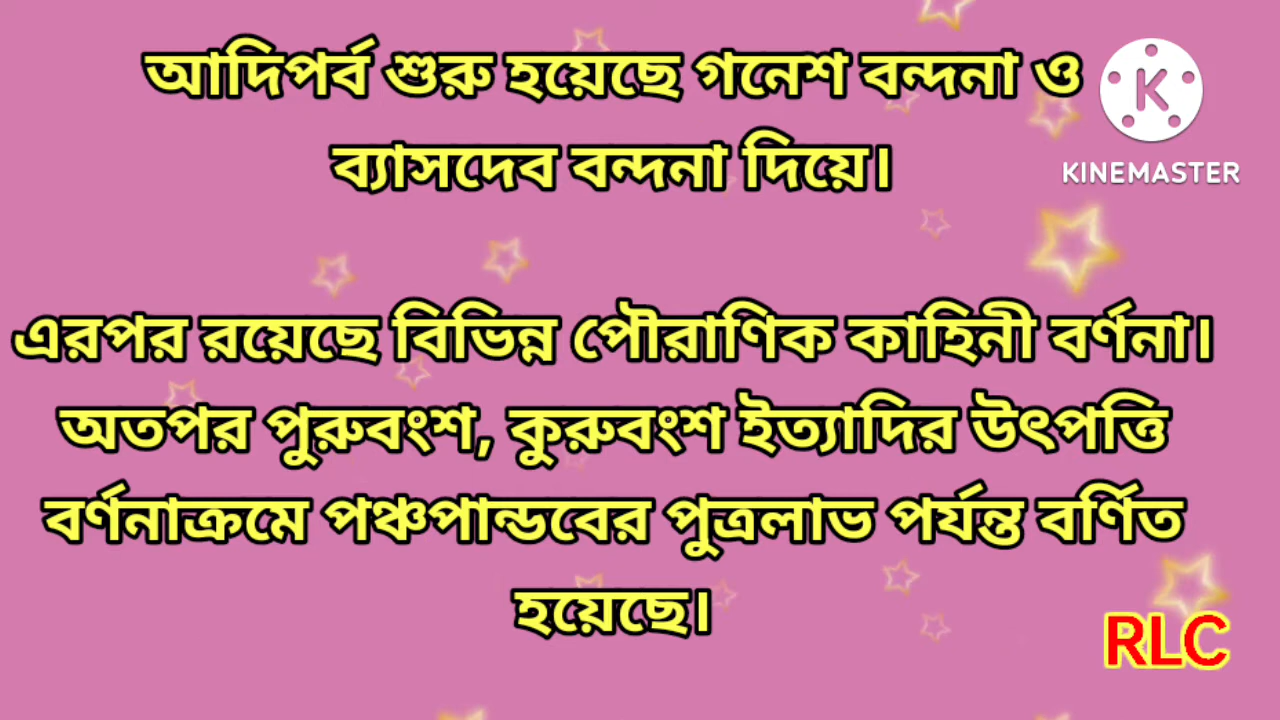 আদিপর্ব শুরু হয়েছে গনেশ বন্দনা ও
ব্যাসদেব বন্দনা দিয়ে।
এরপর রয়েছে বিভিন্ন পৌরাণিক কাহিনী বর্ণনা।
অতপর পুরুবংশ, কুরুবংশ ইত্যাদির উৎপত্তি
বর্ণনাক্রমে পঞ্চপান্ডবের পুত্রলাভ পর্যন্ত বর্ণিত
হয়েছে।
K
KINEMASTER
RLC